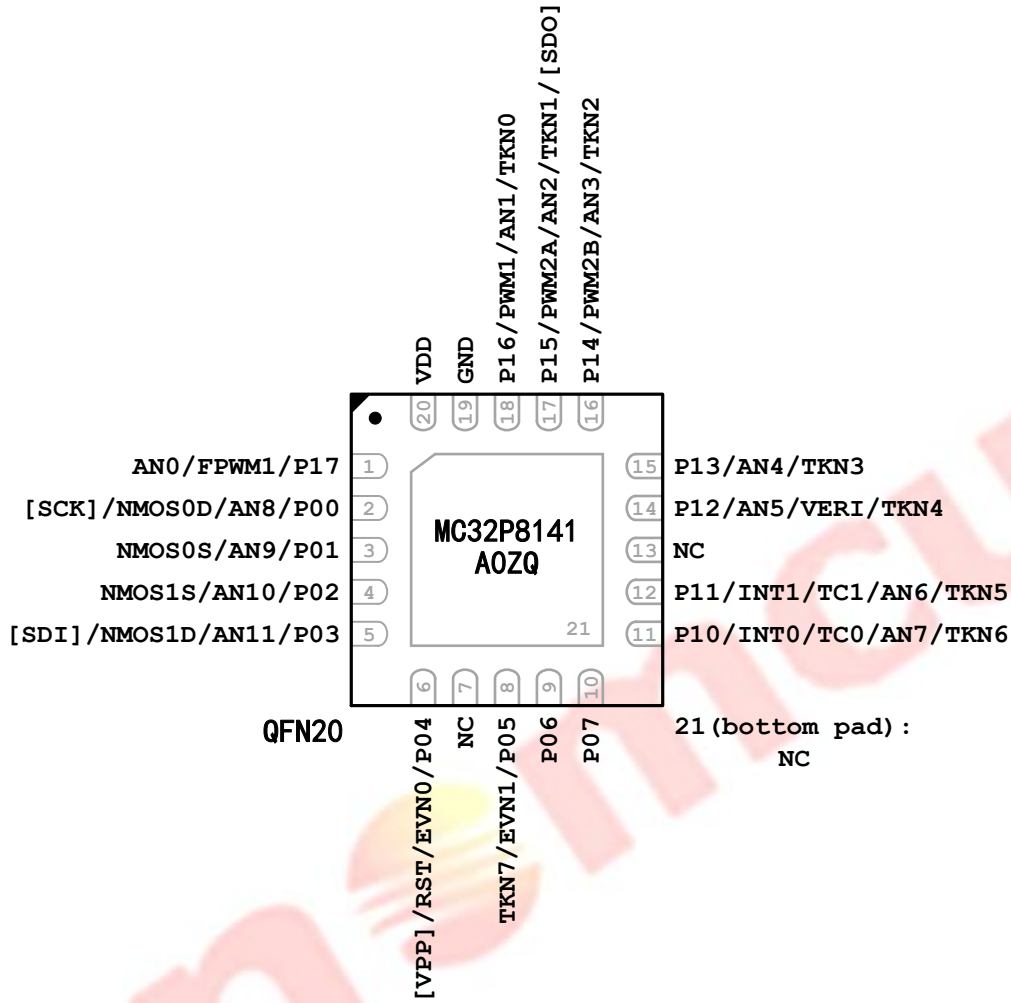 P16/PWM1/AN1/TKN0
P15/PWM2A/AN2/TKN1/[SDO]
P14/PWM2B/AN3/TKN2
VDD
GND
20
19
18
17
16
AN0/FPWM1/P17
1
15
P13/AN4/TKN3
[SCK]/NMOS0D/AN8/P00
2
14
P12/AN5/VERI/TKN4
MC32P8141
A0ZQ
NMOS0S/AN9/P01
3
13
NC
NMOS1S/AN10/P02
4
12
P11/INT1/TC1/AN6/TKN5
[SDI]/NMOS1D/AN11/P03
5
21
11
P10/INT0/TC0/AN7/TKN6
6
7
8
9
10
QFN20
[VPP]/RST/EVN0/P04
NC
TKN7/EVN1/P05
P06
P07
21(bottom pad):
NC
mcu